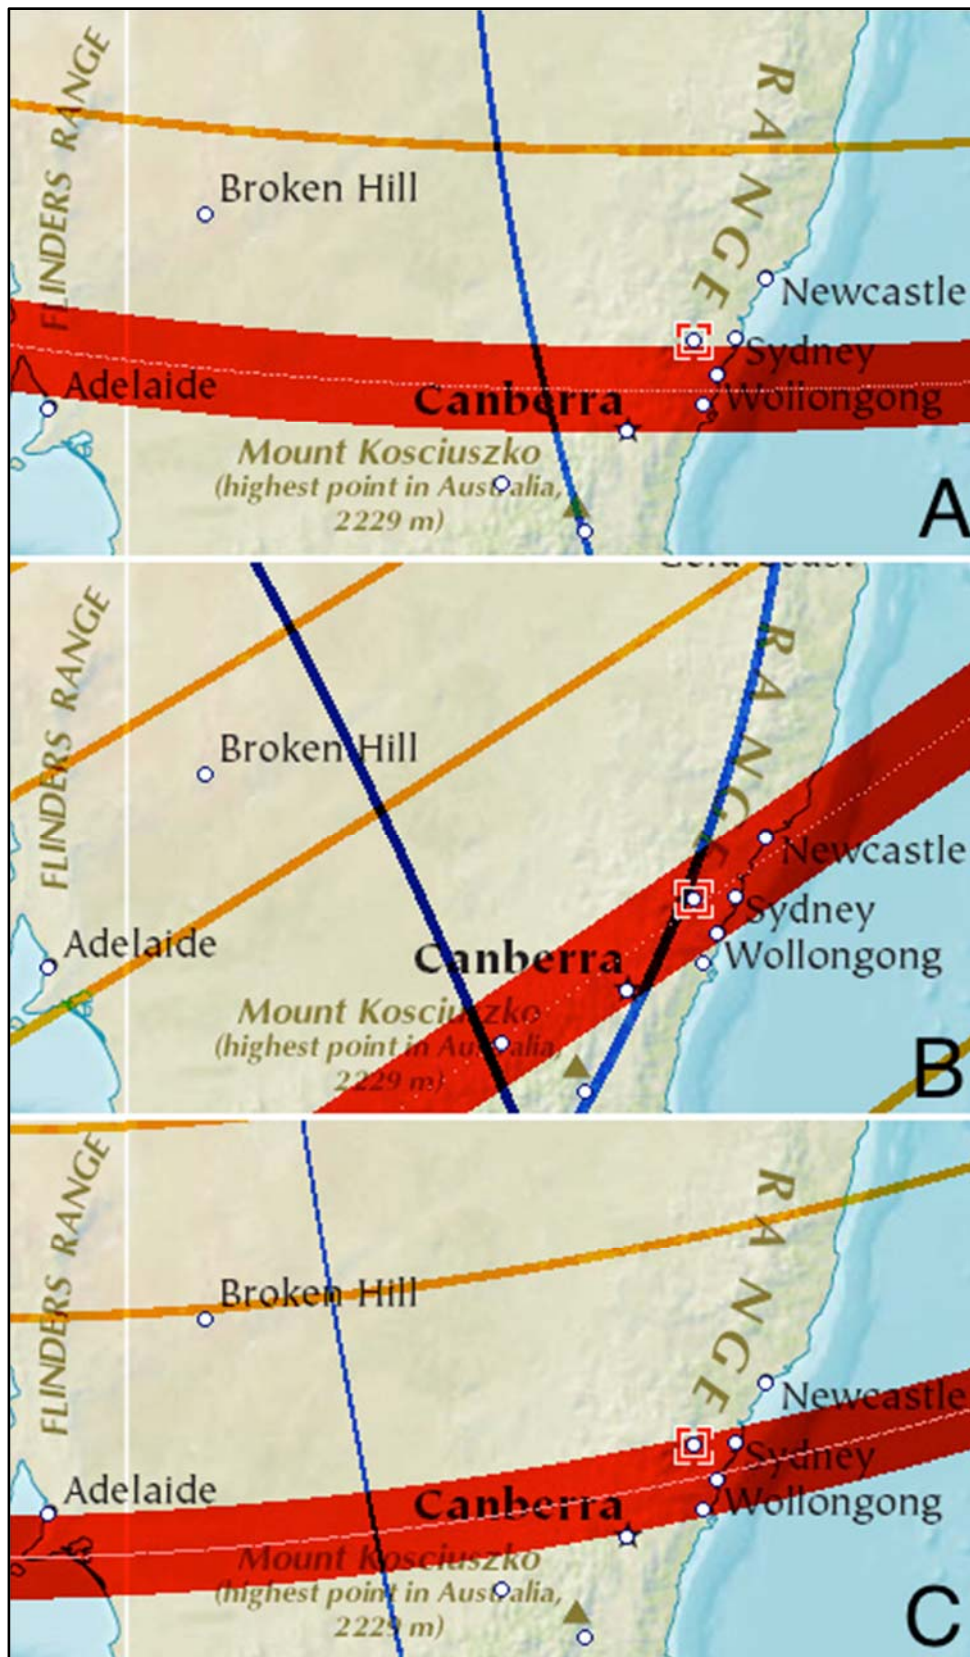 FLINDERS RANGE
RANGE
Broken Hill
Newcastle
Sydney
Adelaide
Canberra
Wollongong
Mount Kosciuszko
(highest point in Australia,
2229 m)
A
FLINDERS RANGE
RANGE
Broken Hill
Newcastle
Sydney
Adelaide
Canberra
Wollongong
Mount Kosciuszko
(highest point in Australia,
2229 m)
B
FLINDERS RANGE
RANGE
Broken Hill
Newcastle
Sydney
Adelaide
Canberra
Wollongong
Mount Kosciuszko
(highest point in Australia,
2229 m)
C